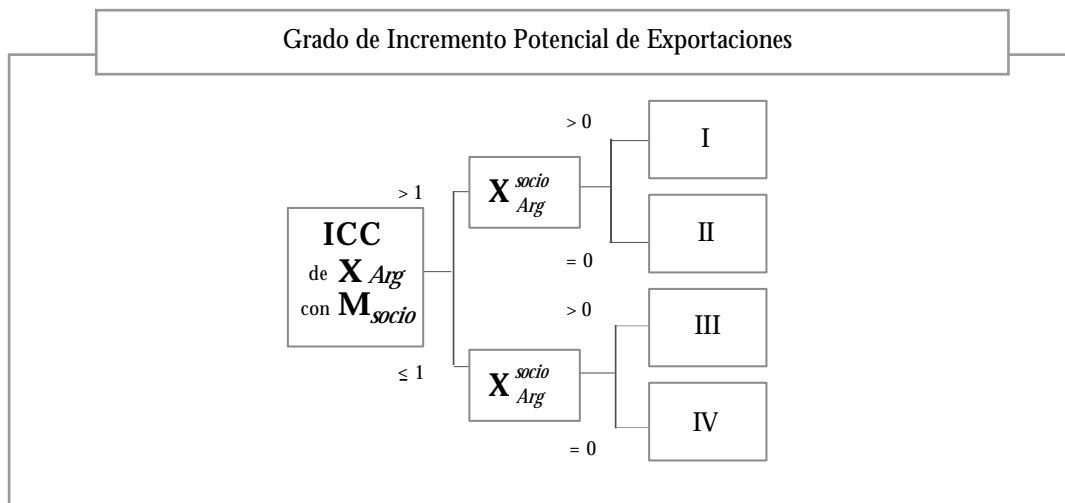 Grado de Incremento Potencial de Exportaciones
> 0
I
> 1
X socio Arg
II
ICC
de X Arg
con M socio
= 0
> 0
III
≤ 1
X socio Arg
IV
= 0